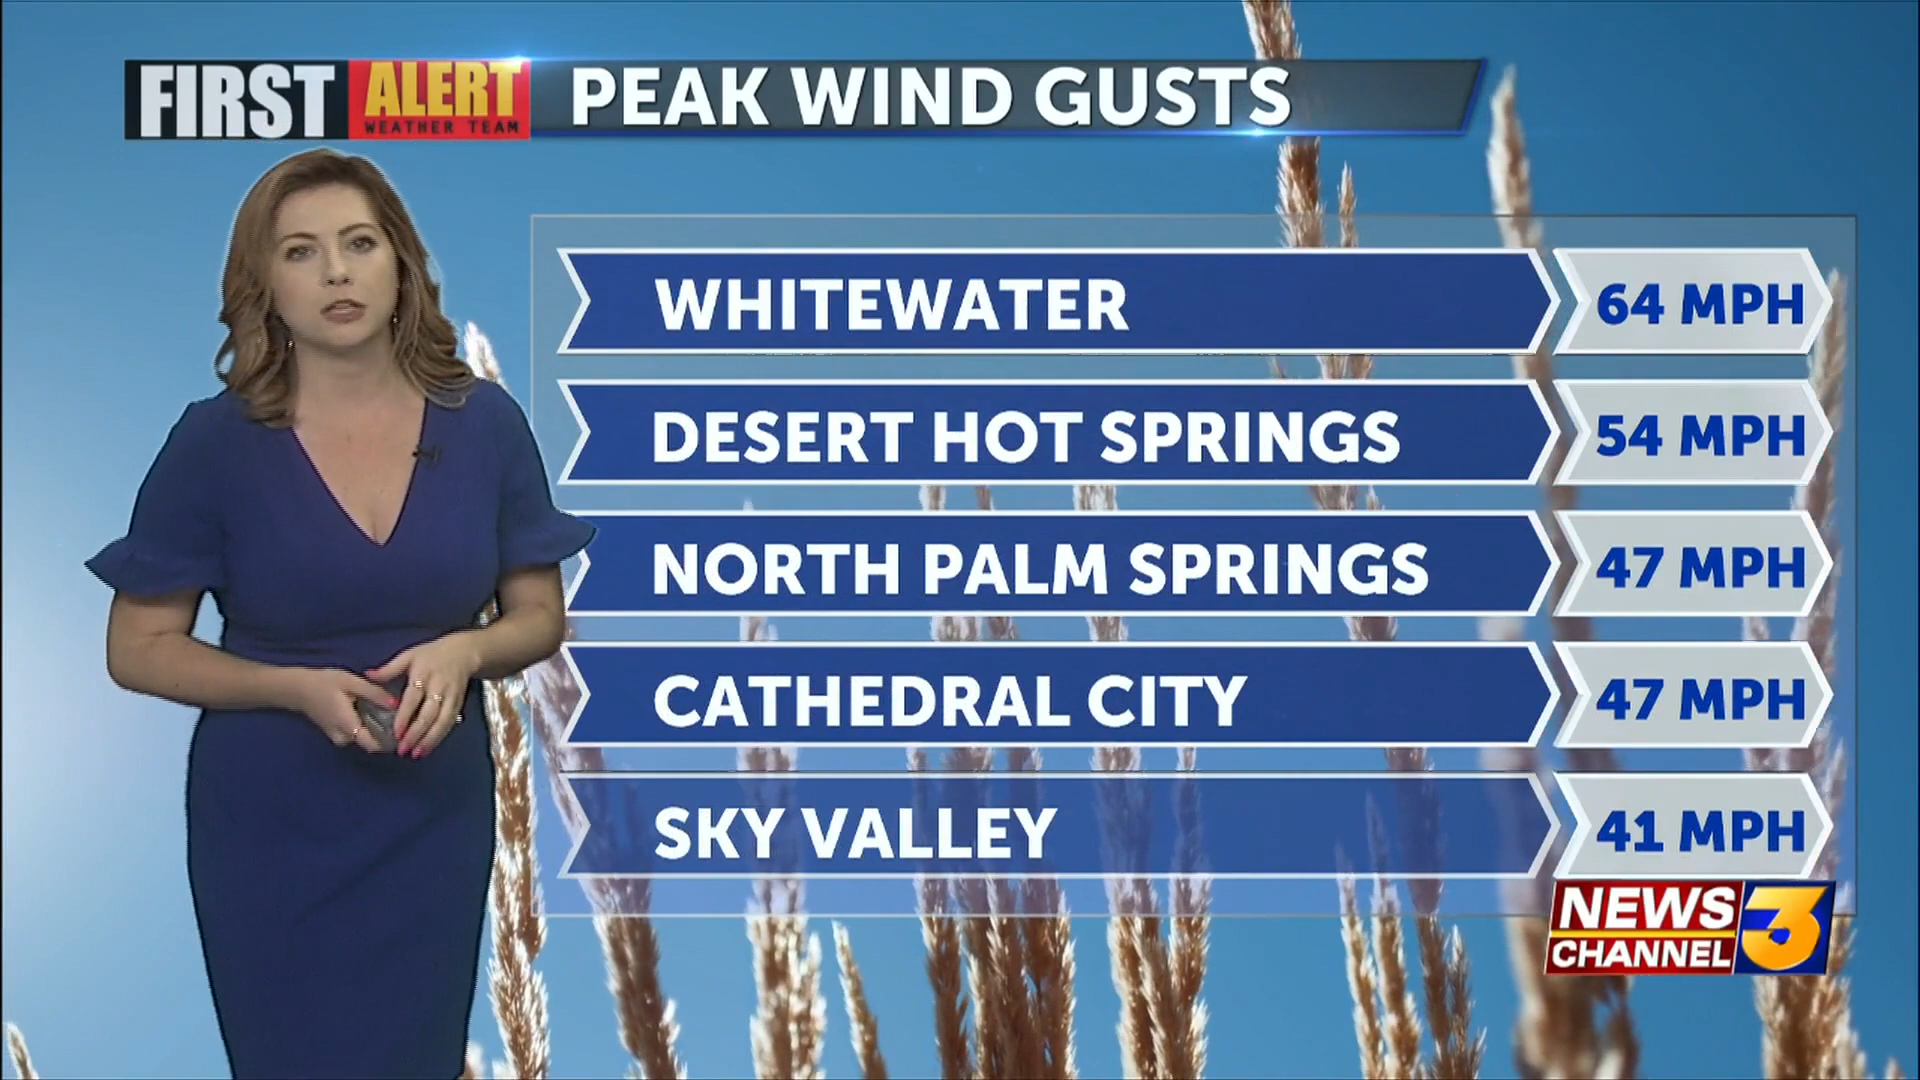 FIRST ALERT
WEATHER TEAM
PEAK WIND GUSTS
WHITEWATER 64 MPH
DESERT HOT SPRINGS 54 MPH
NORTH PALM SPRINGS 47 MPH
CATHEDRAL CITY 47 MPH
SKY VALLEY 41 MPH
NEWS
CHANNEL 3